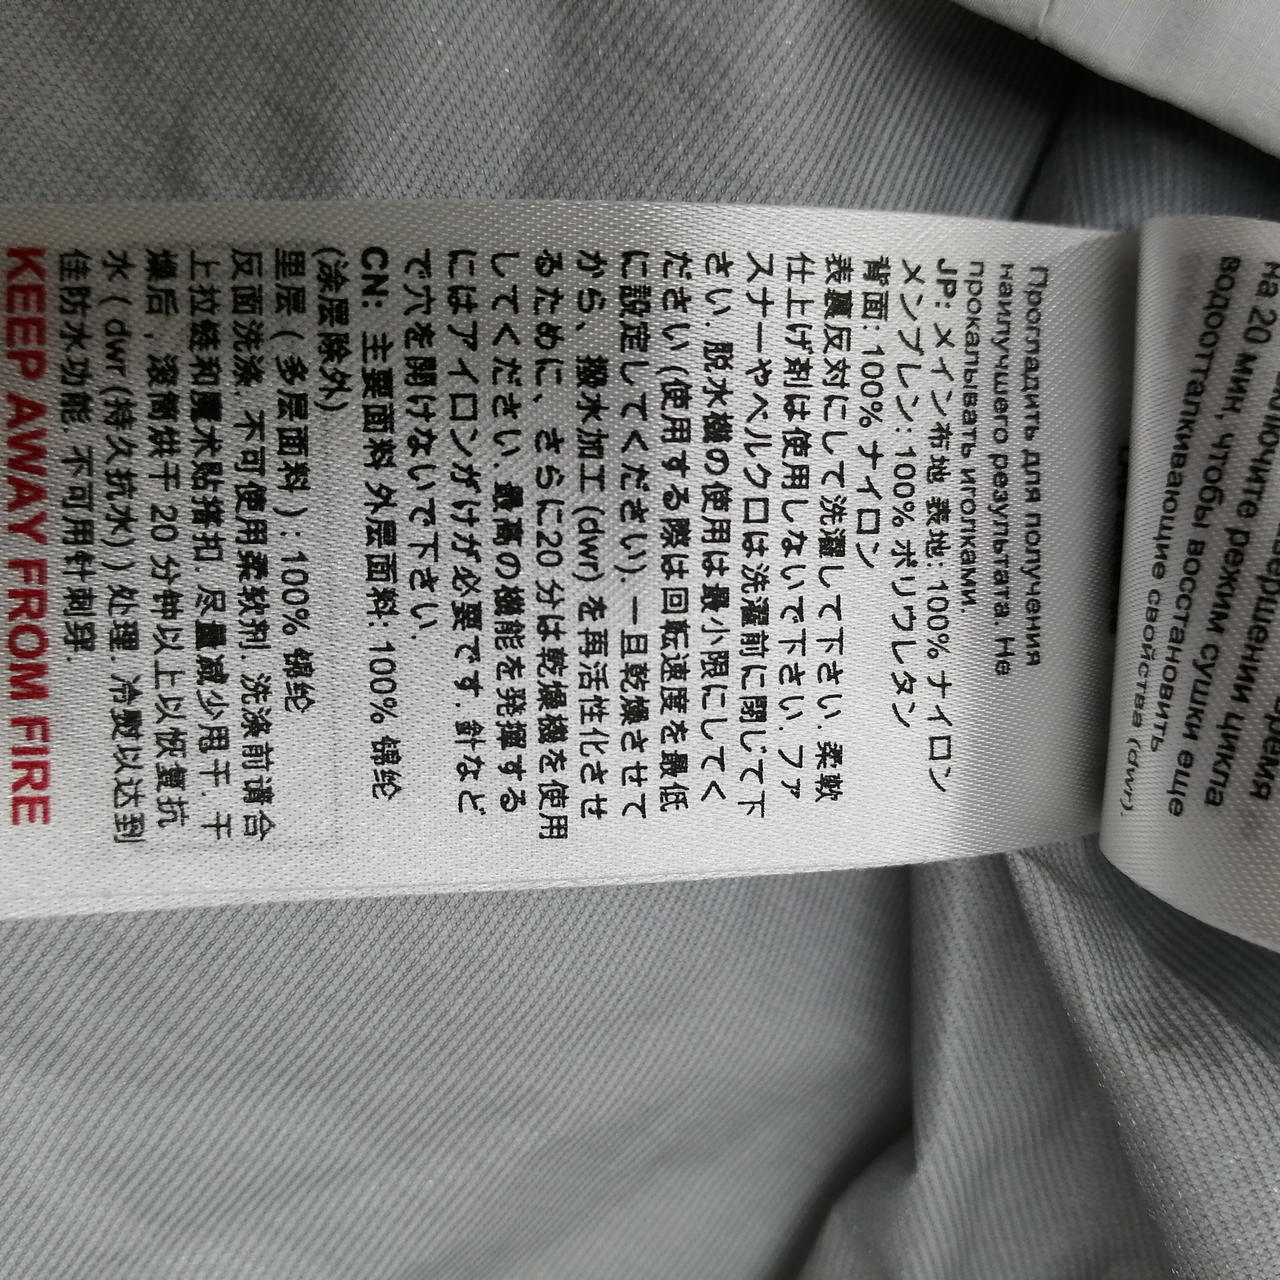 на 20 мин, чтобы восстановить
водоотталкивающие свойства (dwr).
Прогладить для получения
наилучшего результата. Не
прокалывать иголками.
JP: メイン布地 表地: 100% ナイロン
メンブレン: 100% ポリウレタン
背面: 100% ナイロン
表裏反対にして洗濯して下さい. 柔軟
仕上げ剤は使用しないで下さい. ファ
スナーやベルクロは洗濯前に閉じて下
さい. 脱水機の使用は最小限にしてく
ださい (使用する際は回転速度を最低
に設定してください). 一旦乾燥させて
から、撥水加工 (dwr) を再活性化させ
るために、さらに20 分は乾燥機を使用
してください. 最高の機能を発揮する
にはアイロンがけが必要です. 針など
で穴を開けないで下さい.
CN: 主要面料 外层面料: 100% 锦纶
(涂层除外)
里层 ( 多层面料 ) : 100% 锦纶
反面洗涤. 不可使用柔软剂. 洗涤前请合
上拉链和魔术贴搭扣. 尽量减少用干. 干
燥后 , 滚筒烘干 20 分钟以上以恢复抗
水 ( dwr (持久抗水) ) 处理. 冷熨以达到
佳防水功能. 不可用针刺穿.
KEEP AWAY FROM FIRE